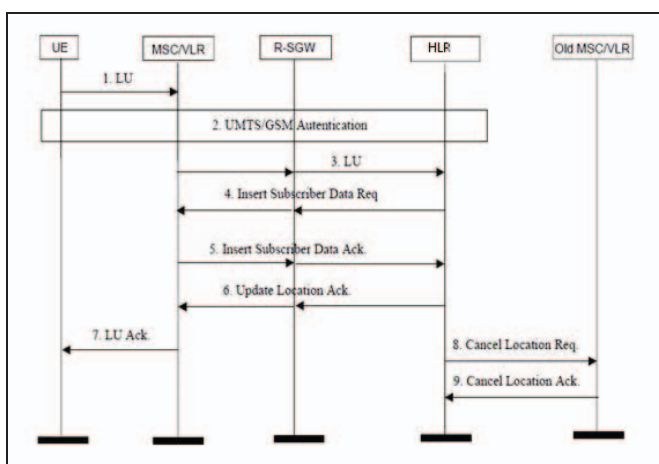 UE
MSC/VLR
R-SGW
HLR
Old MSC/VLR
1. LU
2. UMTS/GSM Autentication
3. LU
4. Insert Subscriber Data Req
5. Insert Subscriber Data Ack.
6. Update Location Ack.
7. LU Ack.
8. Cancel Location Req.
9. Cancel Location Ack.